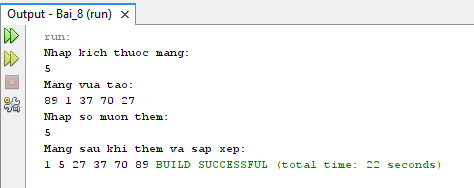 Output - Bai_8 (run)
run:
Nhap kich thuoc mang:
5
Mang vua tao:
89 1 37 70 27
Nhap so muon them:
5
Mang sau khi them va sap xep:
1 5 27 37 70 89 BUILD SUCCESSFUL (total time: 22 seconds)